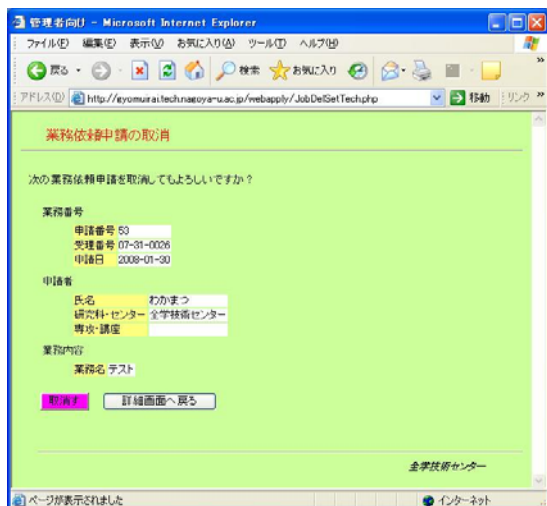 管理者向け - Microsoft Internet Explorer
ファイル(F) 編集(E) 表示(V) お気に入り(A) ツール(T) ヘルプ(H)
戻る 検索 お気に入り
アドレス(D) http://gyomuirai.tech.nagoya-u.ac.jp/webapply/JobDelSetTech.php 移動 リンク
業務依頼申請の取消
次の業務依頼申請を取消してもよろしいですか？
業務番号
申請番号 53
受理番号 07-31-0026
申請日 2008-01-30
申請者
氏名 わかまつ
研究科・センター 全学技術センター
専攻・講座
業務内容
業務名 テスト
取消す 詳細画面へ戻る
全学技術センター
ページが表示されました インターネット